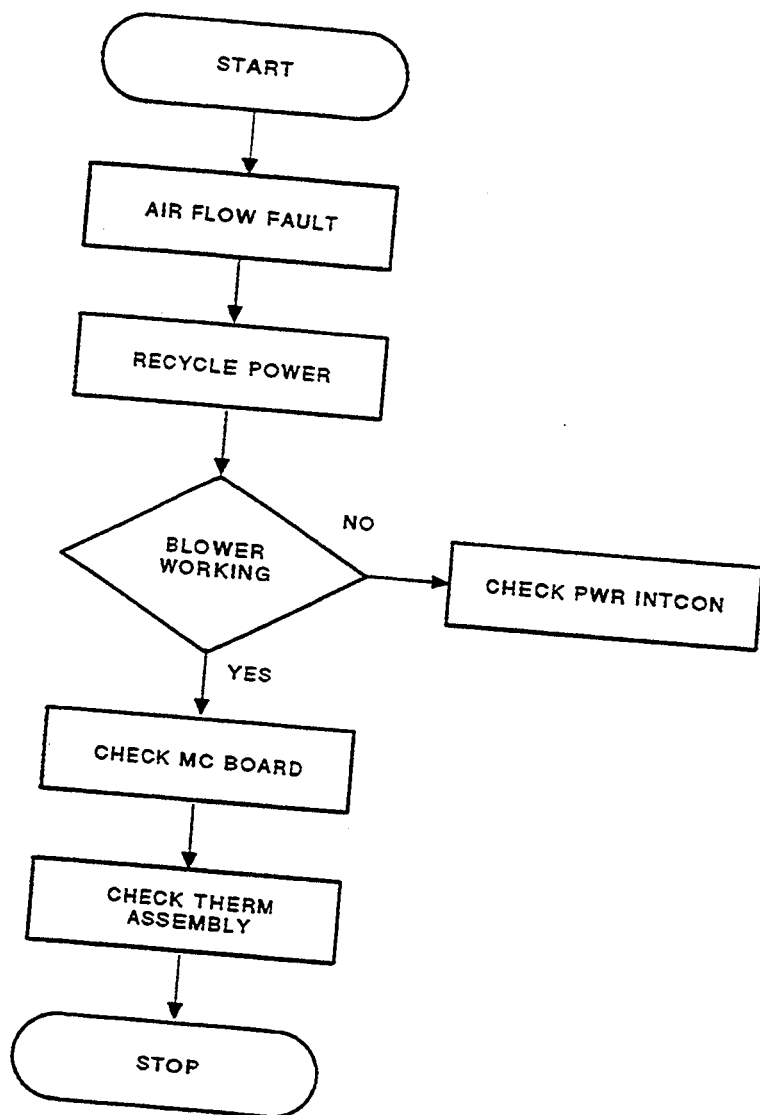 START
AIR FLOW FAULT
RECYCLE POWER
BLOWER
WORKING
NO
CHECK PWR INTCON
YES
CHECK MC BOARD
CHECK THERM
ASSEMBLY
STOP